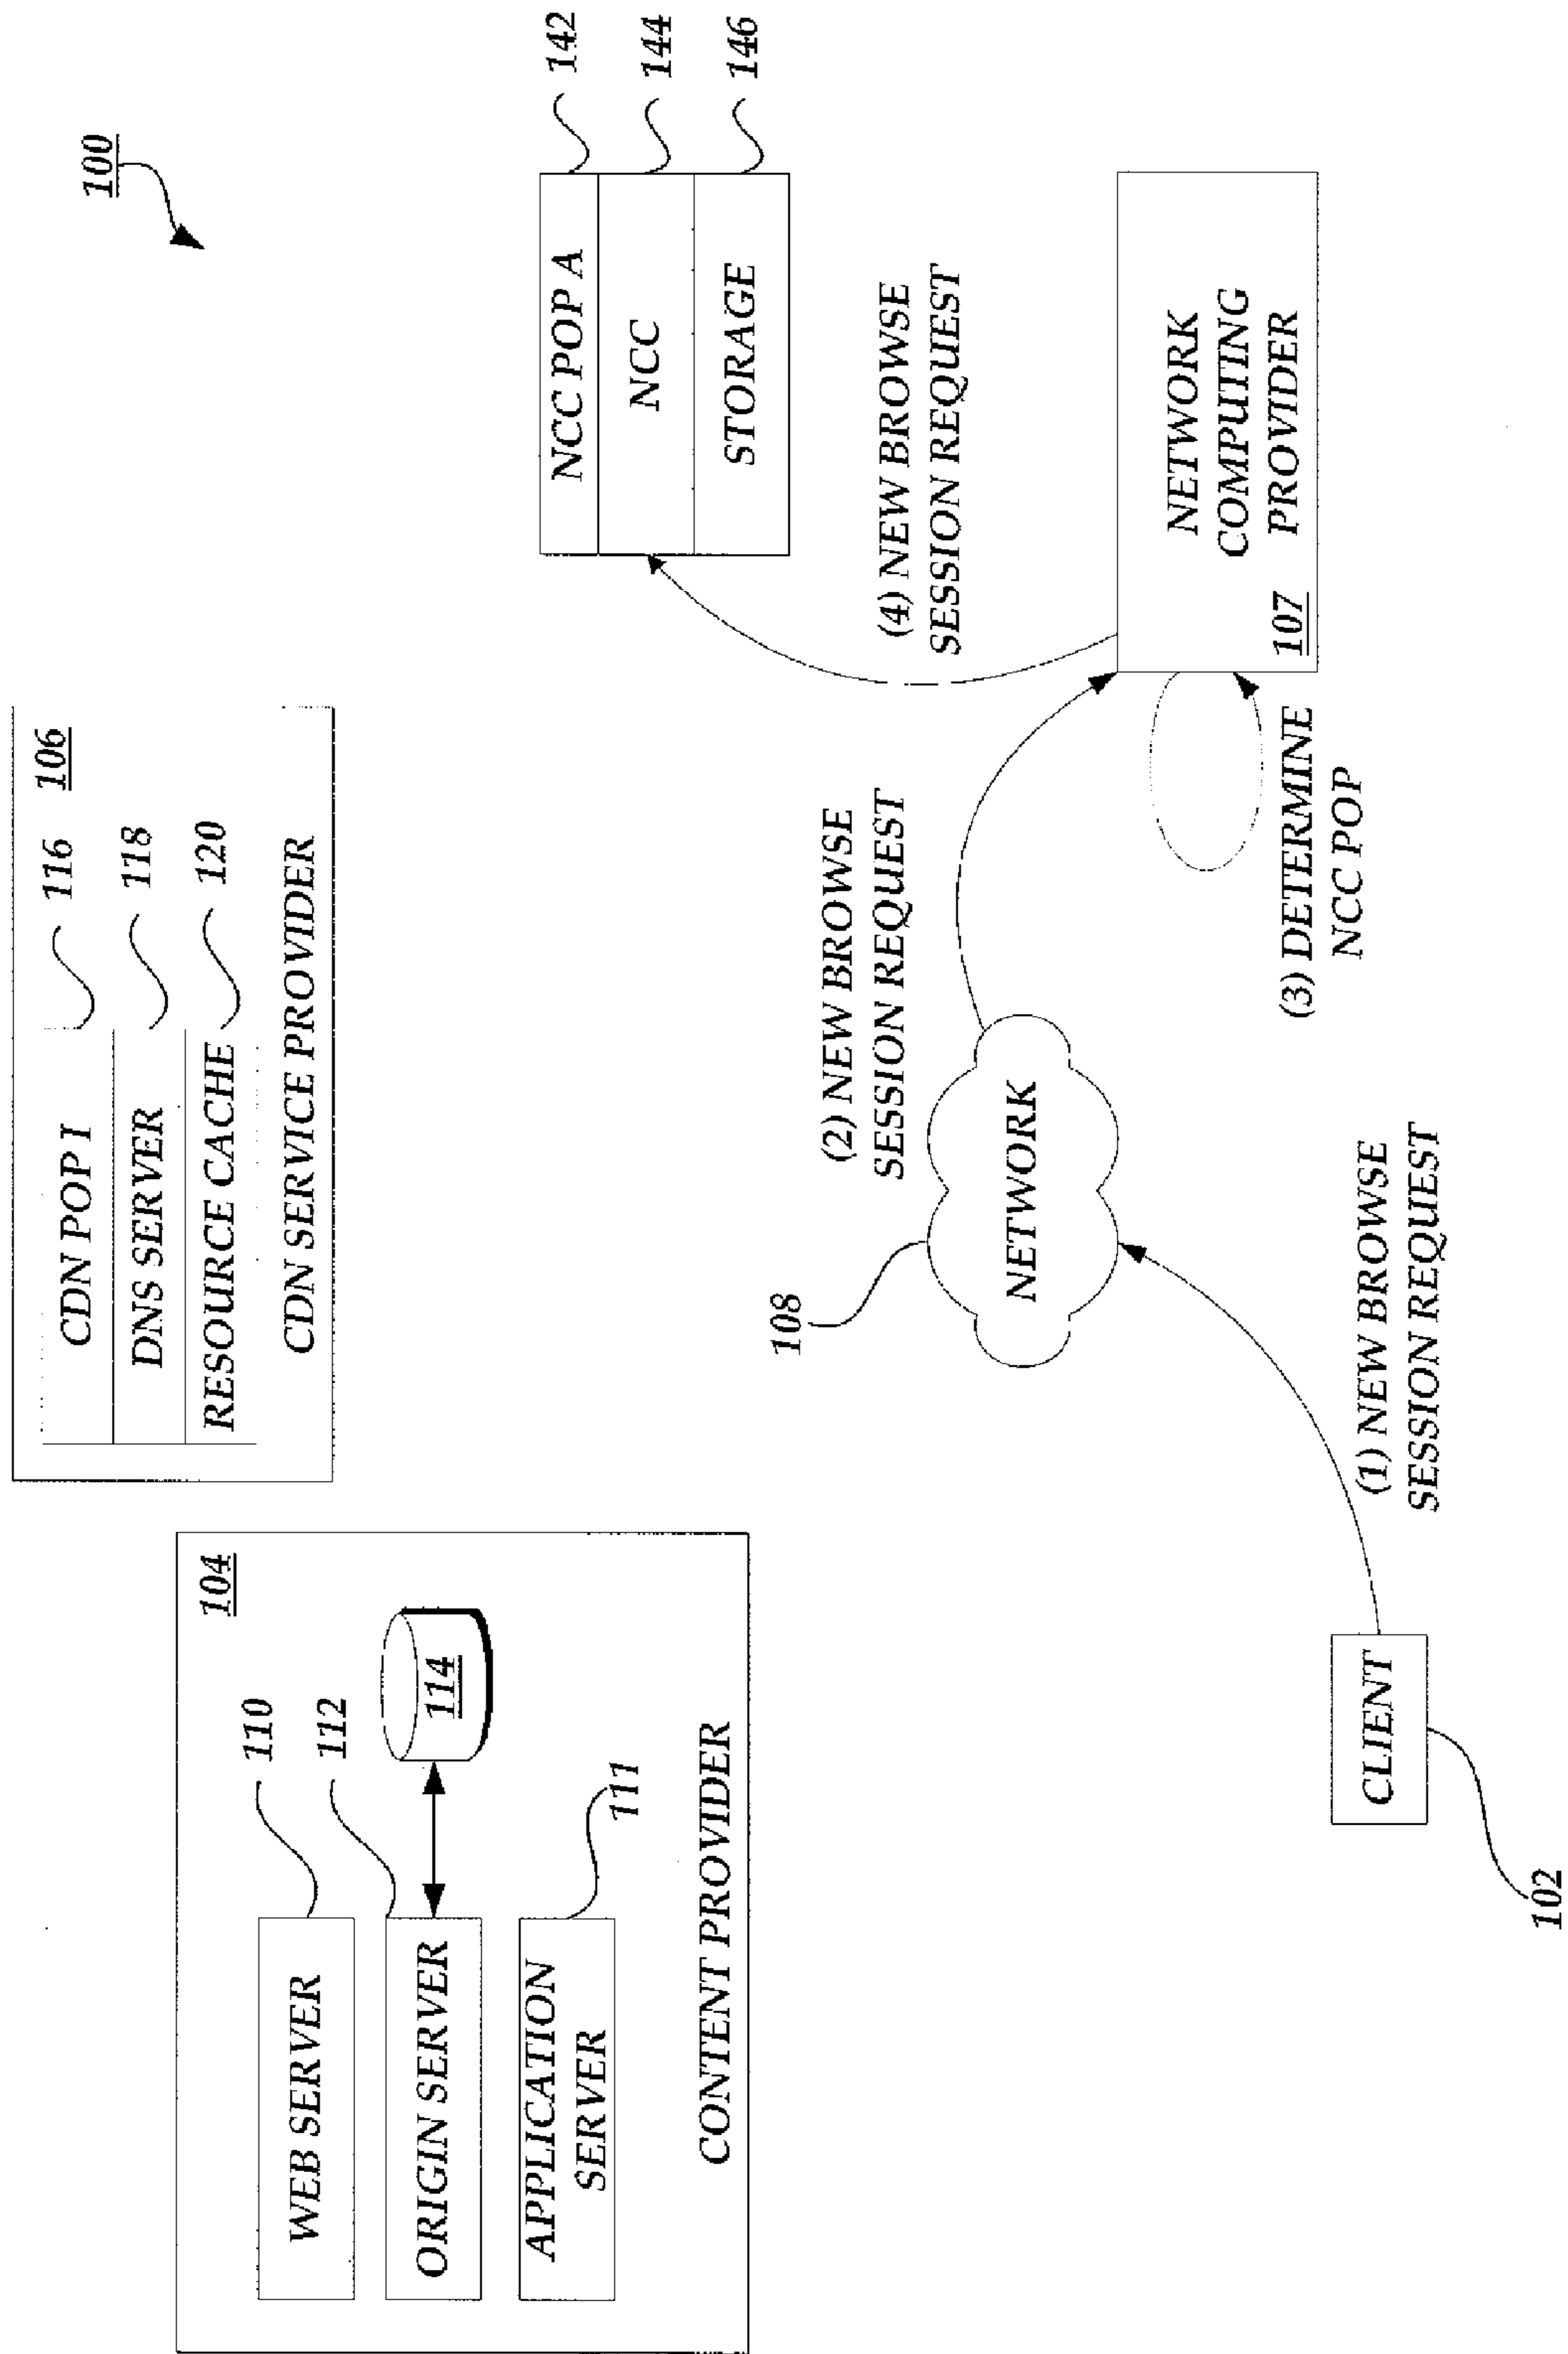 100
104
110
WEB SERVER
112
ORIGIN SERVER
114
APPLICATION
SERVER
111
CONTENT PROVIDER
106
116
CDN POP I
118
DNS SERVER
120
RESOURCE CACHE
CDN SERVICE PROVIDER
142
NCC POP A
144
NCC
146
STORAGE
(4) NEW BROWSE
SESSION REQUEST
(2) NEW BROWSE
SESSION REQUEST
108
NETWORK
NETWORK
COMPUTING
PROVIDER
107
(3) DETERMINE
NCC POP
(1) NEW BROWSE
SESSION REQUEST
CLIENT
102